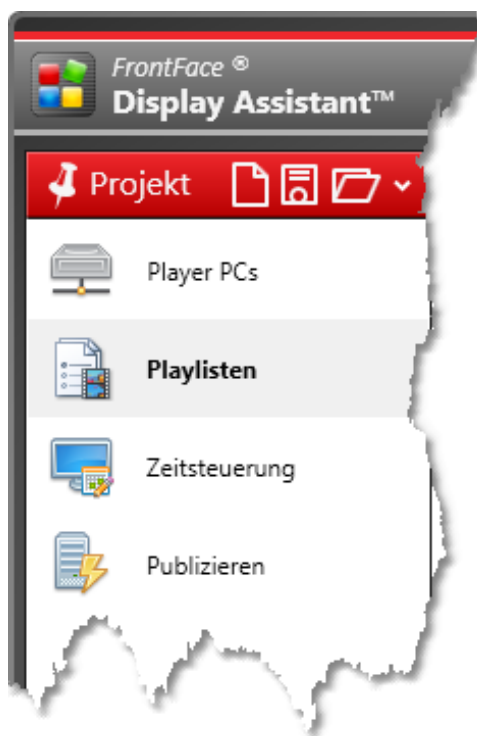 FrontFace ®
Display Assistant™
Projekt
Player PCs
Playlisten
Zeitsteuerung
Publizieren